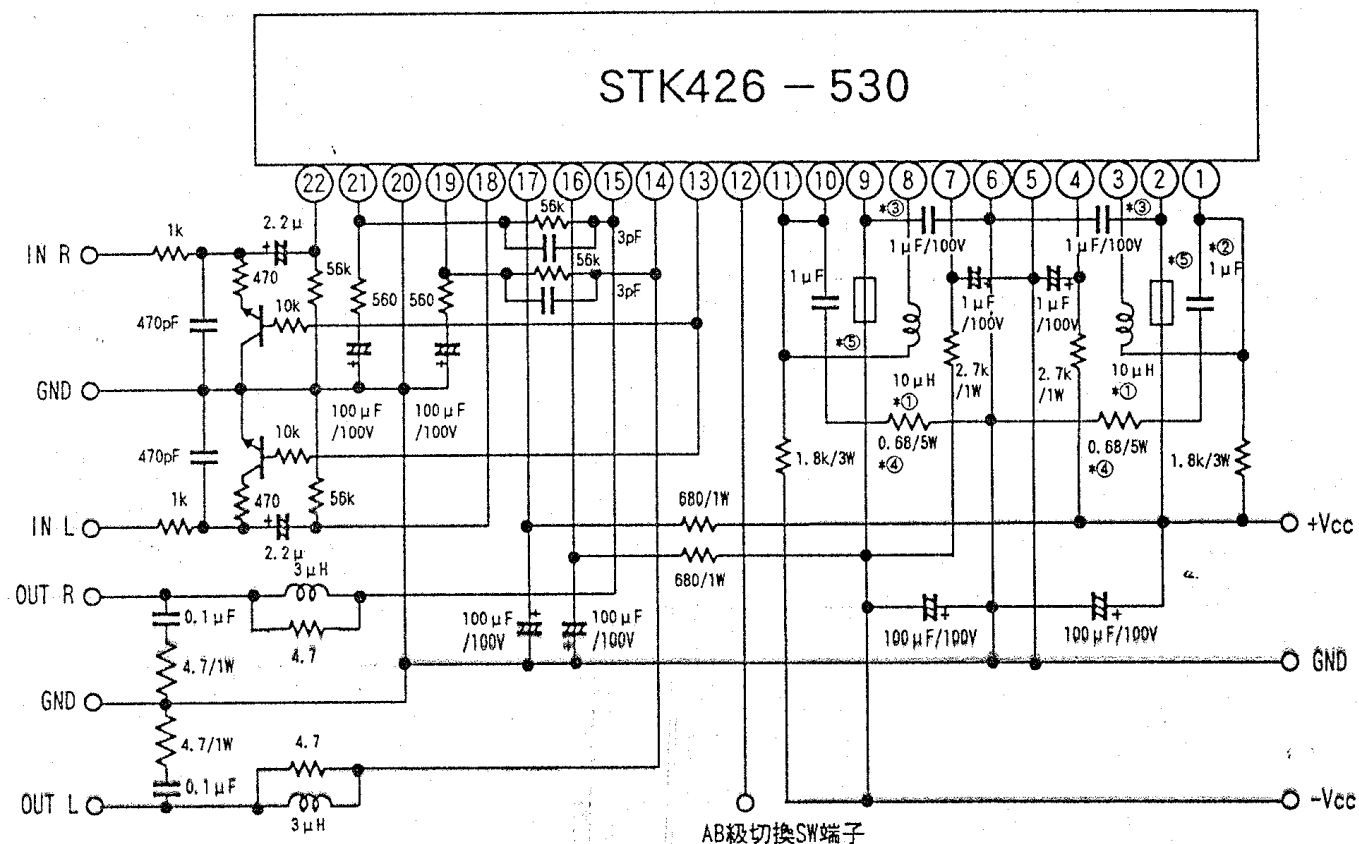 STK426 – 530
22 21 20 19 18 17 16 15 14 13 12 11 10 9 8 7 6 5 4 3 2 1
IN R
1k
2.2μ
+
470
56k
10k
470pF
560
560
56k
3pF
56k
3pF
GND
100μF
/100V
100μF
/100V
470pF
10k
1k
470
56k
IN L
+
2.2μ
*③
1μF/100V
*③
1μF/100V
1μF
*⑤
+
1μF
/100V
+
1μF
/100V
*⑤
*②
1μF
10μH
*①
2.7k
/1W
2.7k
/1W
10μH
*①
1.8k/3W
0.68/5W
*④
0.68/5W
*④
1.8k/3W
680/1W
+Vcc
680/1W
OUT R
3μH
0.1μF
4.7
4.7/1W
100μF
/100V
+
100μF
/100V
+
+
100μF/100V
+
100μF/100V
GND
GND
4.7/1W
4.7
0.1μF
OUT L
3μH
-Vcc
AB級切換SW端子